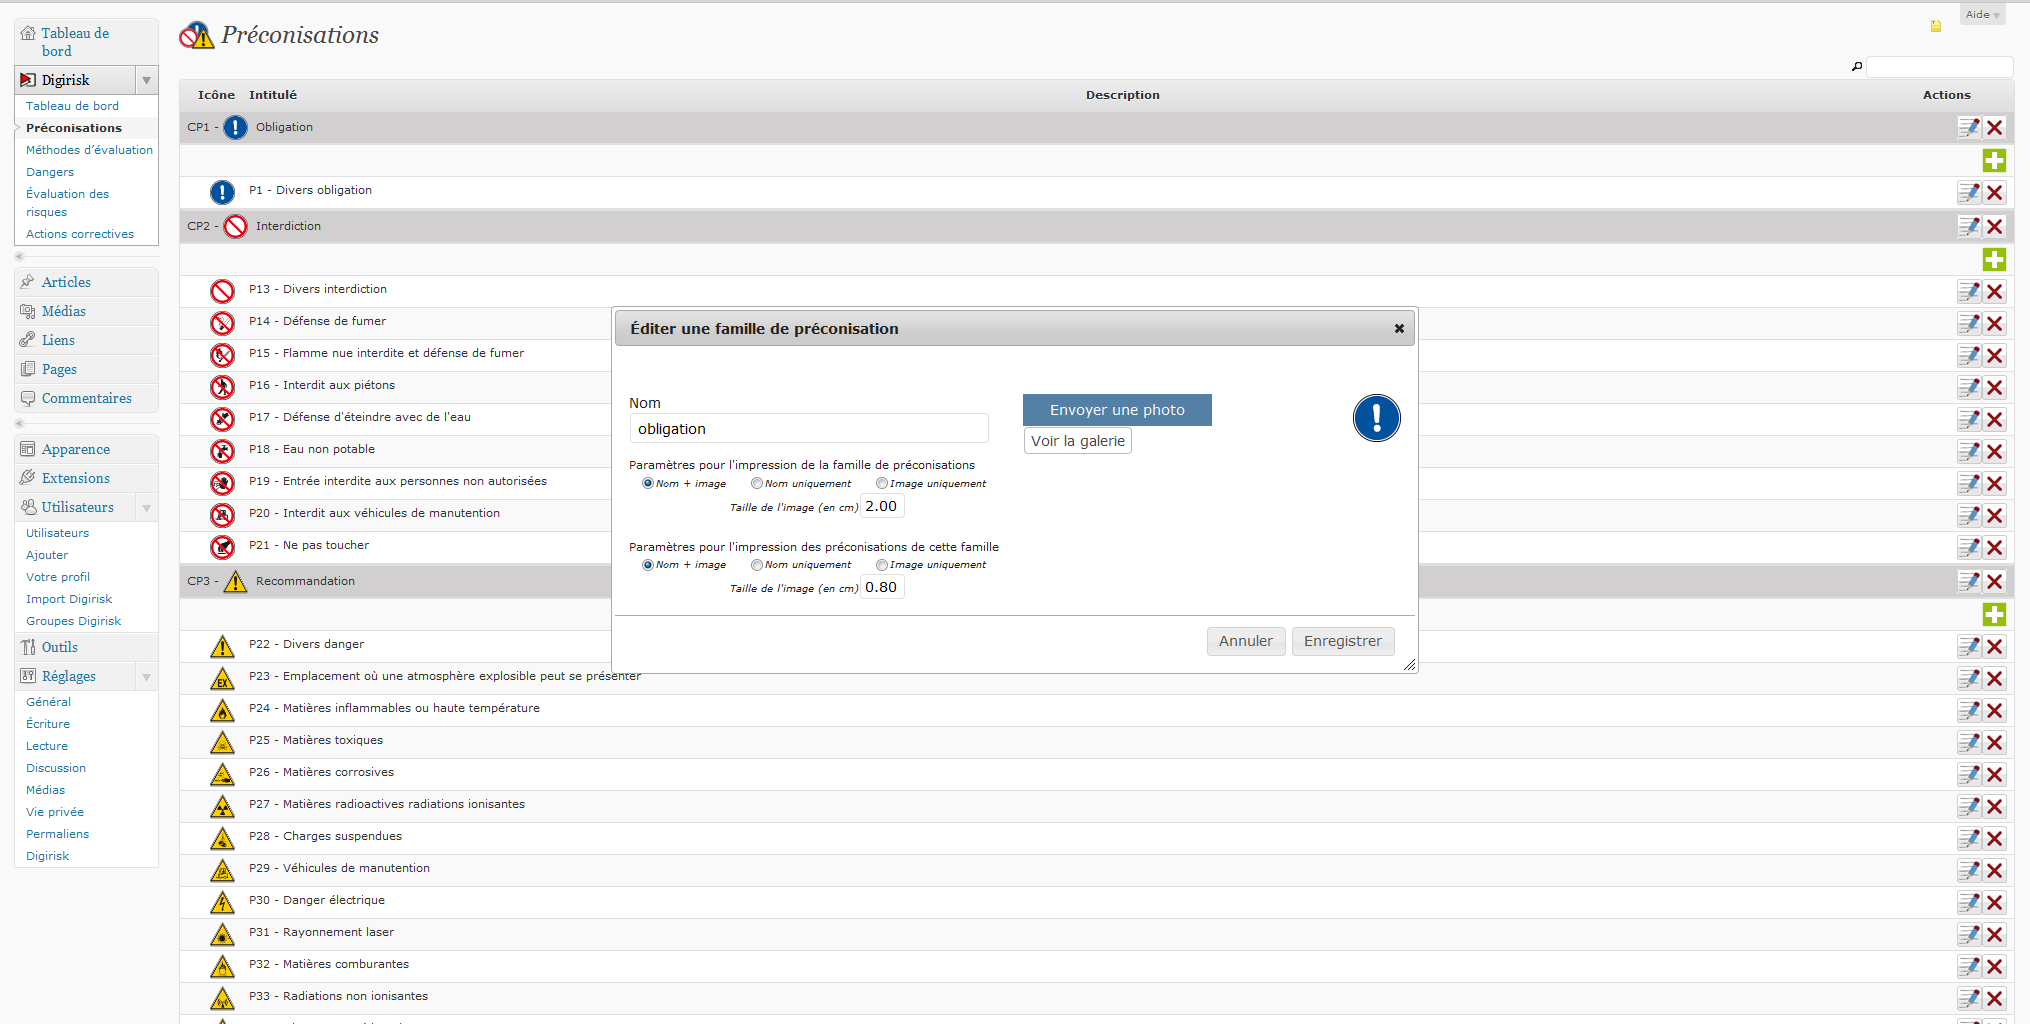 Aide
Tableau de
bord
Digirisk
Tableau de bord
Préconisations
Méthodes d'évaluation
Dangers
Évaluation des
risques
Actions correctives
Articles
Médias
Liens
Pages
Commentaires
Apparence
Extensions
Utilisateurs
Utilisateurs
Ajouter
Votre profil
Import Digirisk
Groupes Digirisk
Outils
Réglages
Général
Écriture
Lecture
Discussion
Médias
Vie privée
Permaliens
Digirisk
Préconisations
Icône Intitulé Description Actions
CP1 - Obligation
P1 - Divers obligation
CP2 - Interdiction
P13 - Divers interdiction
P14 - Défense de fumer
P15 - Flamme nue interdite et défense de fumer
P16 - Interdit aux piétons
P17 - Défense d'éteindre avec de l'eau
P18 - Eau non potable
P19 - Entrée interdite aux personnes non autorisées
P20 - Interdit aux véhicules de manutention
P21 - Ne pas toucher
CP3 - Recommandation
P22 - Divers danger
P23 - Emplacement où une atmosphère explosible peut se présenter
EX
P24 - Matières inflammables ou haute température
P25 - Matières toxiques
P26 - Matières corrosives
P27 - Matières radioactives radiations ionisantes
P28 - Charges suspendues
P29 - Véhicules de manutention
P30 - Danger électrique
P31 - Rayonnement laser
P32 - Matières comburantes
P33 - Radiations non ionisantes
Éditer une famille de préconisation
Nom
obligation
Envoyer une photo
Voir la galerie
Paramètres pour l'impression de la famille de préconisations
Nom + image Nom uniquement Image uniquement
Taille de l'image (en cm) 2.00
Paramètres pour l'impression des préconisations de cette famille
Nom + image Nom uniquement Image uniquement
Taille de l'image (en cm) 0.80
Annuler Enregistrer